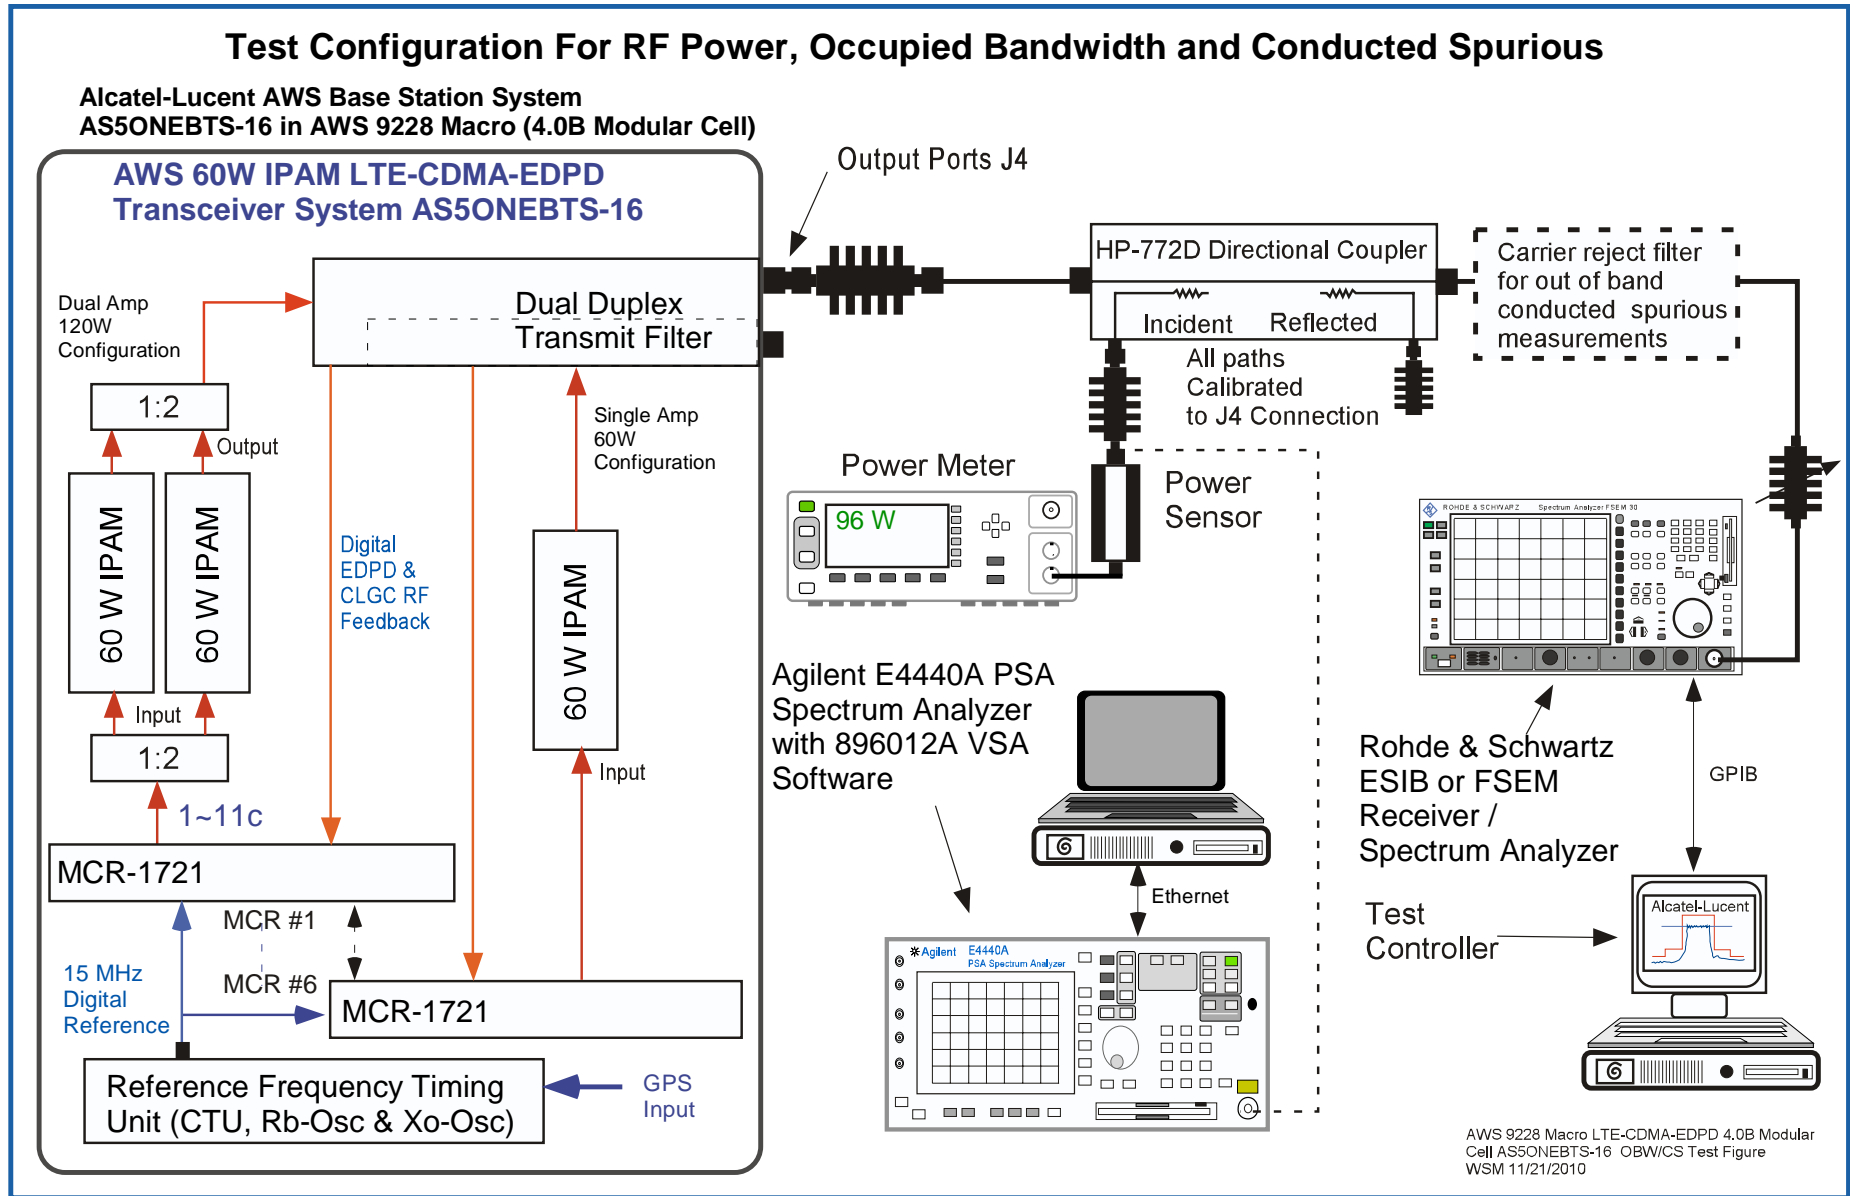 Test Configuration For RF Power, Occupied Bandwidth and Conducted Spurious
Alcatel-Lucent AWS Base Station System
AS5ONEBTS-16 in AWS 9228 Macro (4.0B Modular Cell)
AWS 60W IPAM LTE-CDMA-EDPD
Transceiver System AS5ONEBTS-16
Output Ports J4
Dual Amp
120W
Configuration
Dual Duplex
Transmit Filter
HP-772D Directional Coupler
Incident
Reflected
Carrier reject filter
for out of band
conducted spurious
measurements
All paths
Calibrated
to J4 Connection
1:2
Output
Single Amp
60W
Configuration
60 W IPAM
60 W IPAM
60 W IPAM
Digital
EDPD &
CLGC RF
Feedback
Input
1:2
Input
1~11c
Power Meter
96 W
Power
Sensor
ROHDE & SCHWARZ
Spectrum Analyzer FSEM 30
Agilent E4440A PSA
Spectrum Analyzer
with 896012A VSA
Software
Rohde & Schwartz
ESIB or FSEM
Receiver /
Spectrum Analyzer
GPIB
MCR-1721
MCR #1
MCR #6
MCR-1721
15 MHz
Digital
Reference
Reference Frequency Timing
Unit (CTU, Rb-Osc & Xo-Osc)
GPS
Input
Ethernet
Agilent
E4440A
PSA Spectrum Analyzer
Test
Controller
Alcatel-Lucent
AWS 9228 Macro LTE-CDMA-EDPD 4.0B Modular
Cell AS5ONEBTS-16 OBW/CS Test Figure
WSM 11/21/2010